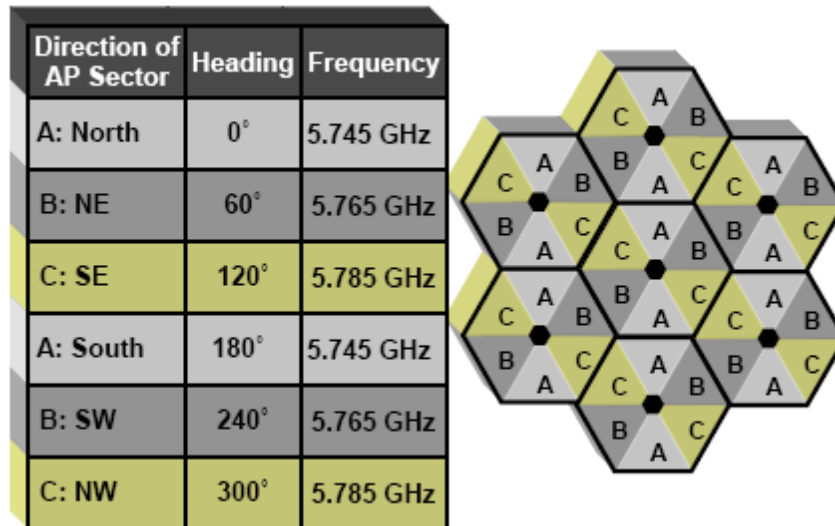 Direction of AP Sector Heading Frequency
A: North 0° 5.745 GHz
B: NE 60° 5.765 GHz
C: SE 120° 5.785 GHz
A: South 180° 5.745 GHz
B: SW 240° 5.765 GHz
C: NW 300° 5.785 GHz
A
C B
B C
A
A
C B
B C
A
A
C B
B C
A
A
C B
B C
A
A
C B
B C
A
A
C B
B C
A
A
C B
B C
A